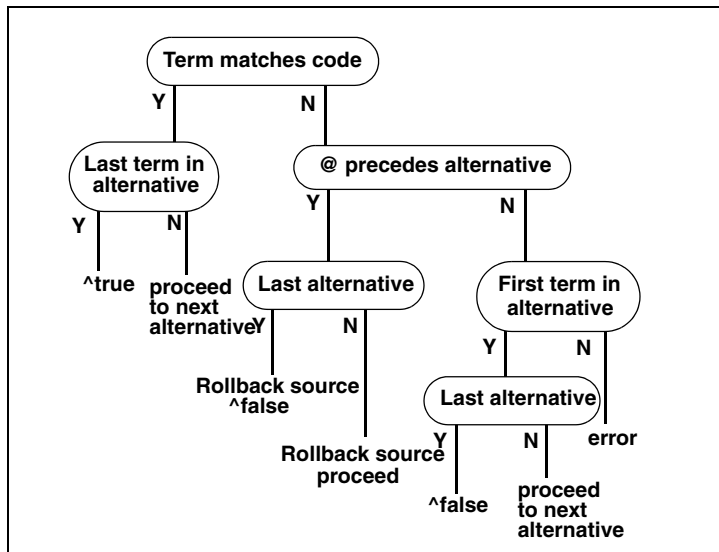 Term matches code
Y
N
Last term in
alternative
@ precedes alternative
Y
N
Y
N
^true
proceed
to next
alternative
Last alternative
First term in
alternative
Y
N
Y
N
Rollback source
^false
Last alternative
Rollback source
proceed
Y
N
error
^false
proceed
to next
alternative